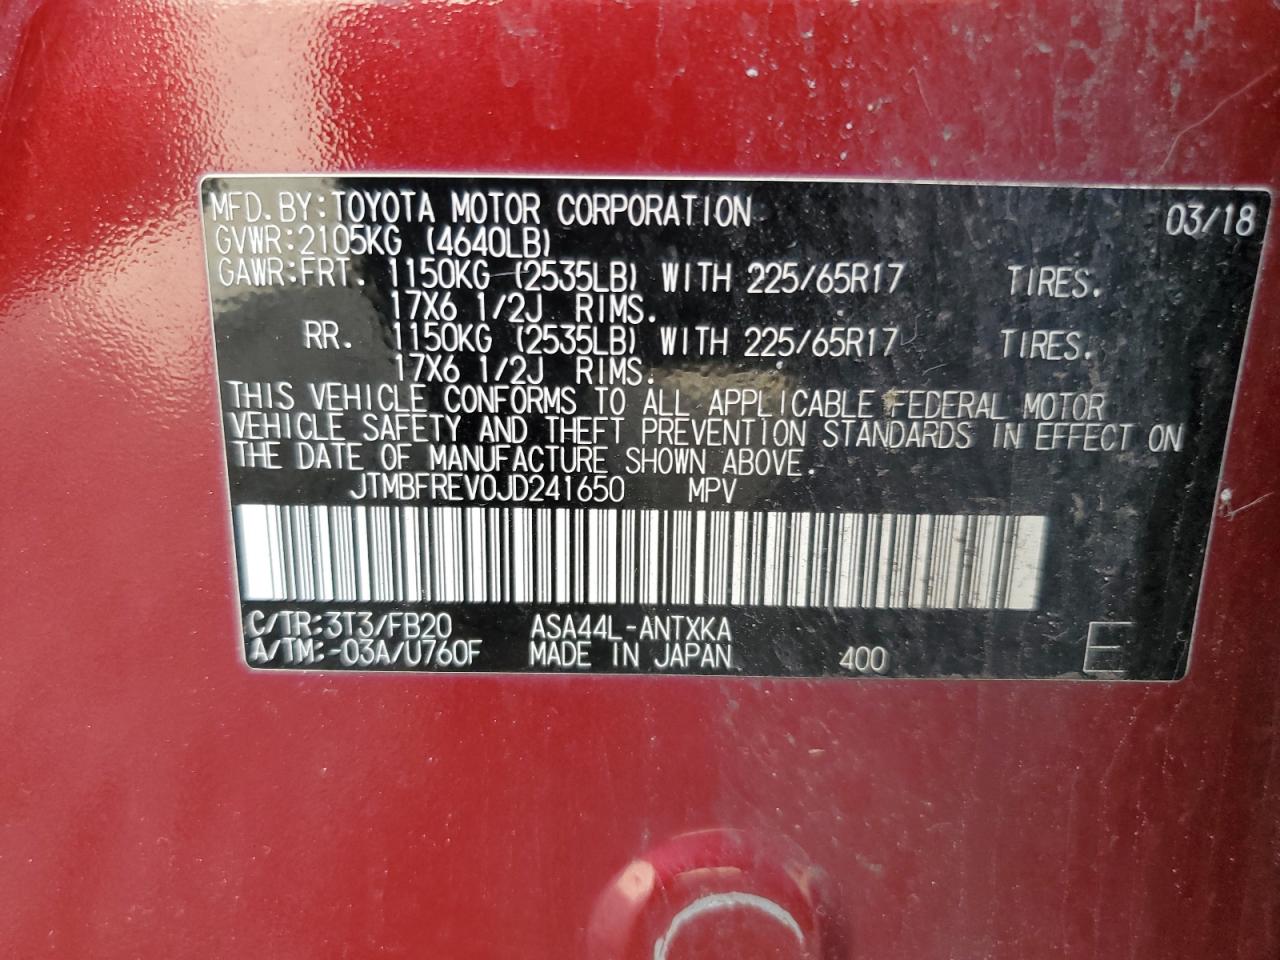 MFD.BY:TOYOTA MOTOR CORPORATION 03/18
GVWR:2105KG (4640LB)
GAWR:FRT. 1150KG (2535LB) WITH 225/65R17 TIRES.
17X6 1/2J RIMS.
RR. 1150KG (2535LB) WITH 225/65R17 TIRES.
17X6 1/2J RIMS.
THIS VEHICLE CONFORMS TO ALL APPLICABLE FEDERAL MOTOR
VEHICLE SAFETY AND THEFT PREVENTION STANDARDS IN EFFECT ON
THE DATE OF MANUFACTURE SHOWN ABOVE.
JTMBFREV0JD241650 MPV
C/TR:3T3/FB20 ASA44L-ANTXKA
A/TM:-03A/U760F MADE IN JAPAN 400 E